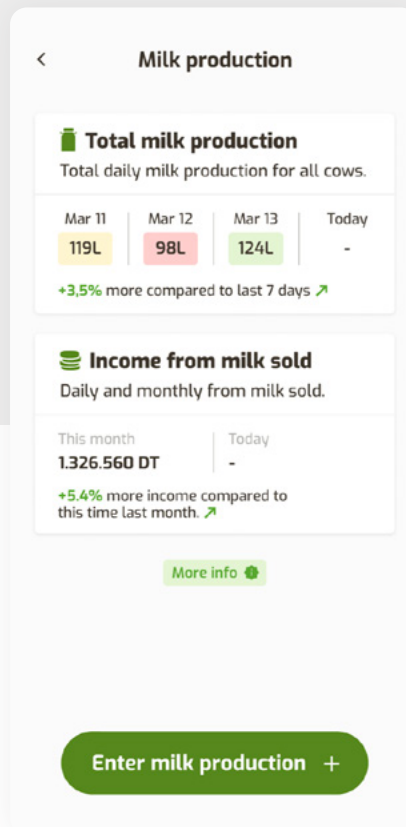 Milk production
Total milk production
Total daily milk production for all cows.
Mar 11 Mar 12 Mar 13 Today
119L 98L 124L -
+3,5% more compared to last 7 days ↗
Income from milk sold
Daily and monthly from milk sold.
This month Today
1.326.560 DT -
+5.4% more income compared to
this time last month. ↗
More info
Enter milk production +